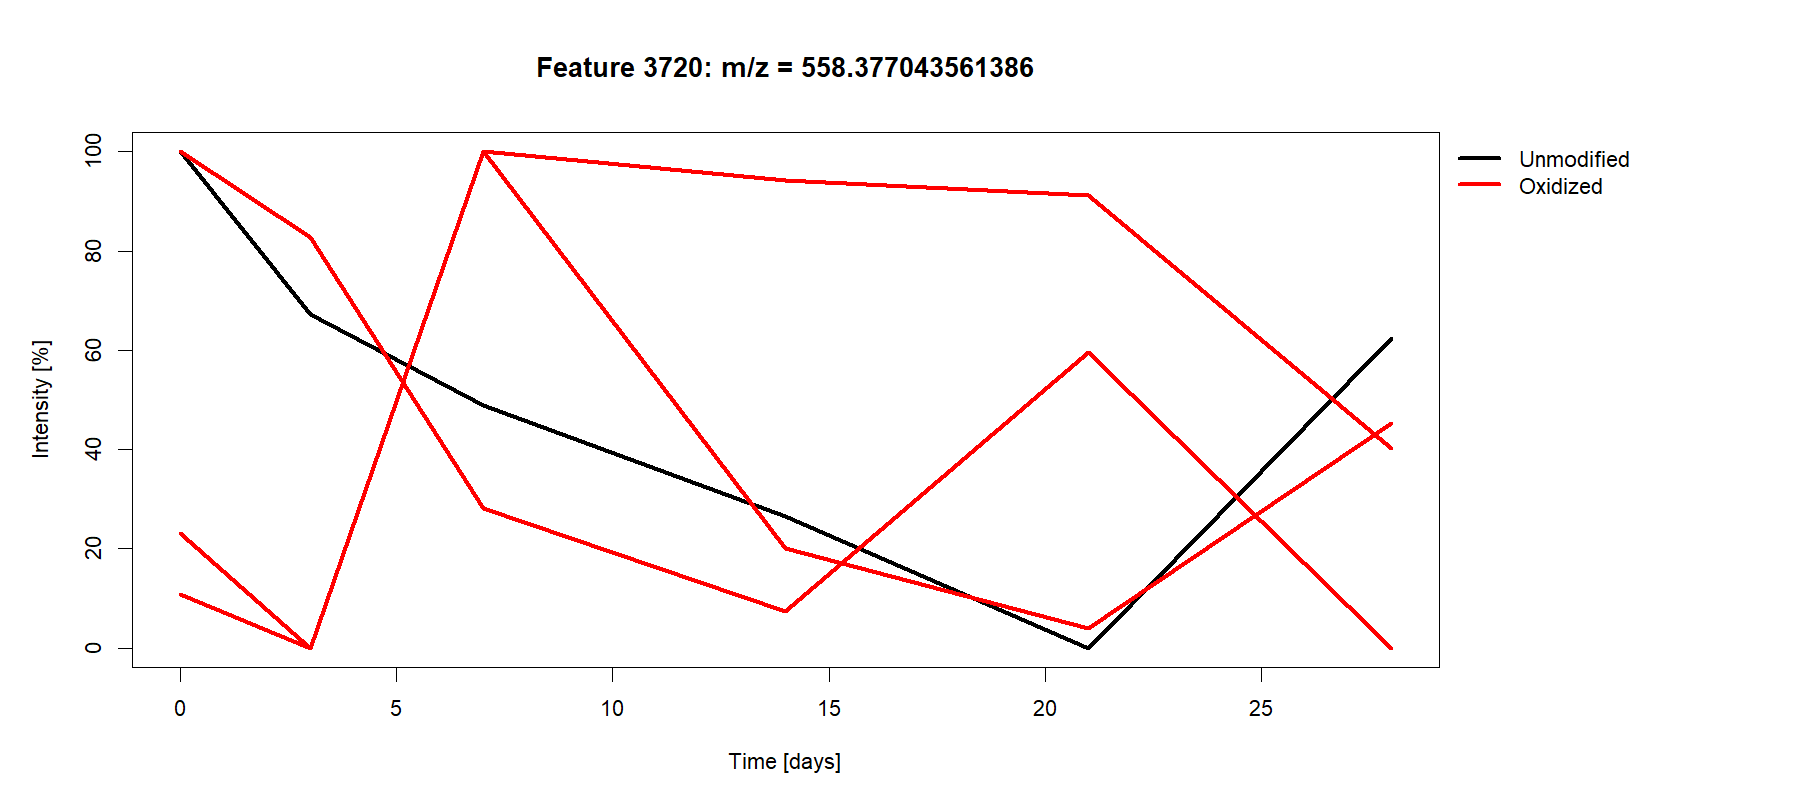 Feature 3720: m/z = 558.377043561386
Unmodified
Oxidized
Intensity [%]
100
80
60
40
20
0
0 5 10 15 20 25
Time [days]